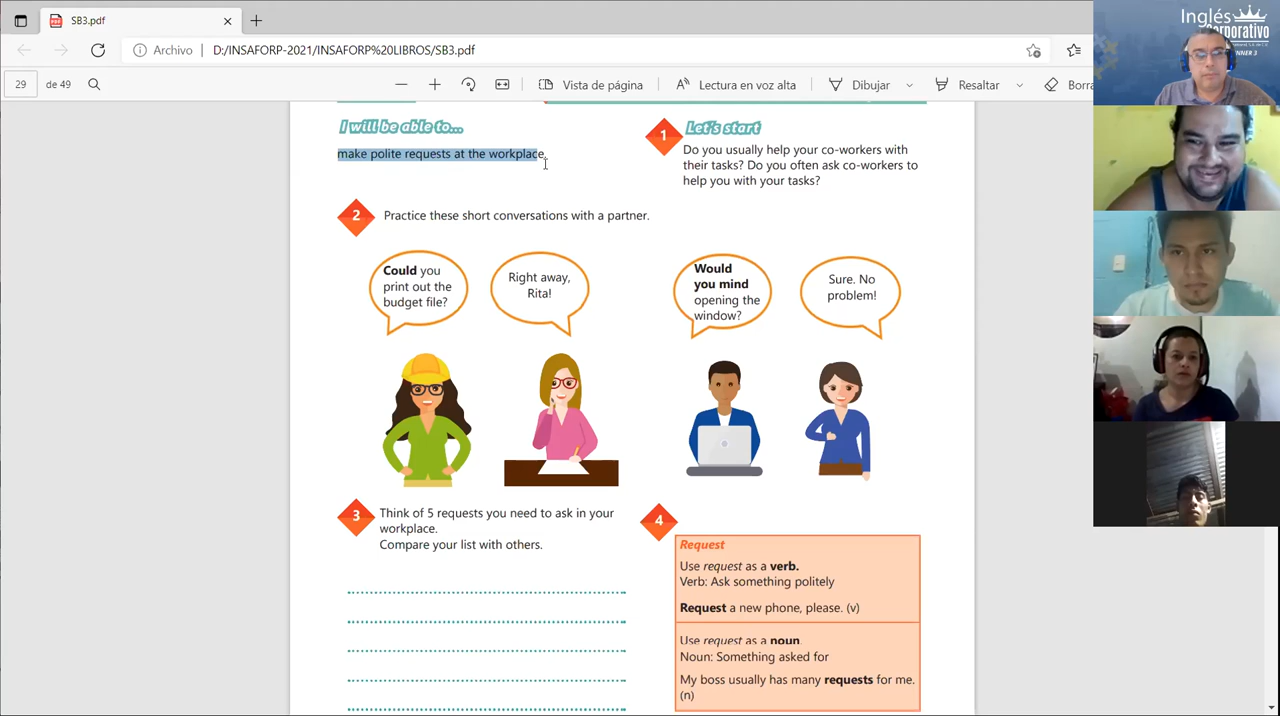 SB3.pdf
Archivo
D:/INSAFORP-2021/INSAFORP%20LIBROS/SB3.pdf
29
de 49
Vista de página
Lectura en voz alta
Dibujar
Resaltar
Borra
Inglés
Corporativo
I will be able to...
make polite requests at the workplace.
1
Let's start
Do you usually help your co-workers with
their tasks? Do you often ask co-workers to
help you with your tasks?
2
Practice these short conversations with a partner.
Could you
print out the
budget file?
Right away,
Rita!
Would
you mind
opening the
window?
Sure. No
problem!
3
Think of 5 requests you need to ask in your
workplace.
Compare your list with others.
4
Request
Use request as a verb.
Verb: Ask something politely
Request a new phone, please. (v)
Use request as a noun.
Noun: Something asked for
My boss usually has many requests for me.
(n)